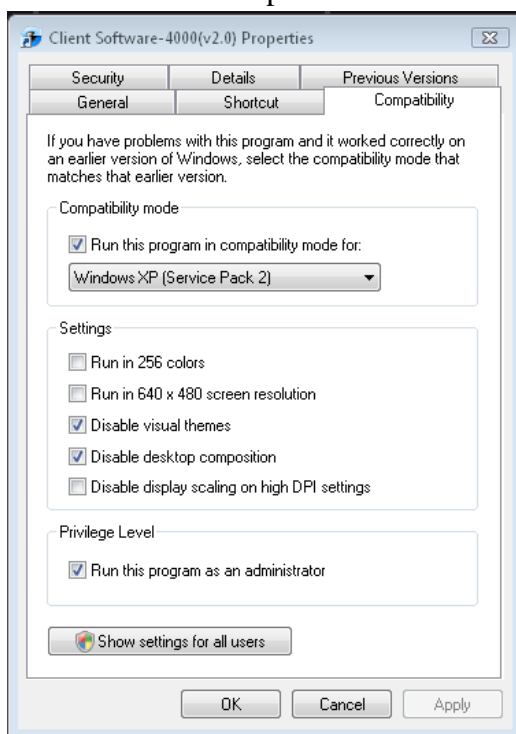 Client Software-4000(v2.0) Properties
Security Details Previous Versions
General Shortcut Compatibility
If you have problems with this program and it worked correctly on
an earlier version of Windows, select the compatibility mode that
matches that earlier version.
Compatibility mode
Run this program in compatibility mode for:
Windows XP (Service Pack 2)
Settings
Run in 256 colors
Run in 640 x 480 screen resolution
Disable visual themes
Disable desktop composition
Disable display scaling on high DPI settings
Privilege Level
Run this program as an administrator
Show settings for all users
OK Cancel Apply